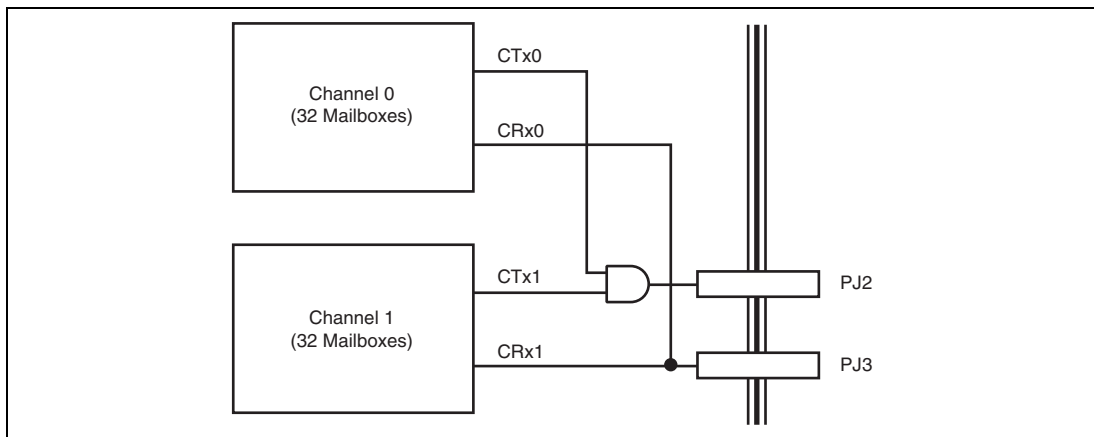 CTx0
Channel 0
(32 Mailboxes)
CRx0
CTx1
PJ2
Channel 1
(32 Mailboxes)
CRx1
PJ3